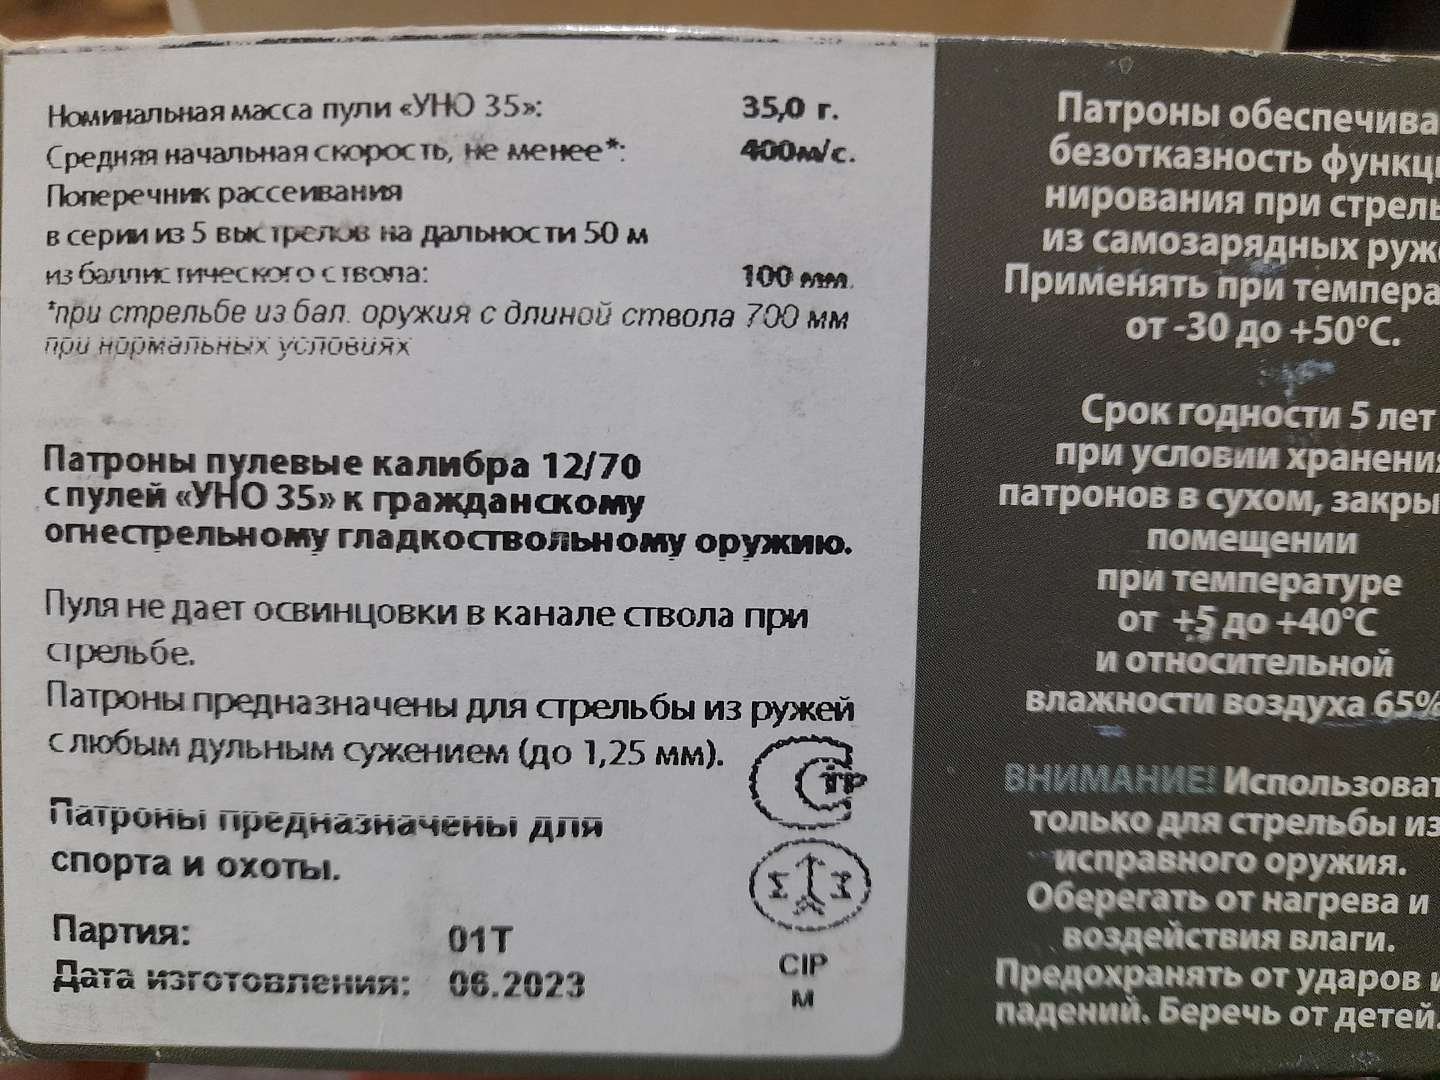 Номинальная масса пули «УНО 35»: 35,0 г.
Средняя начальная скорость, не менее*: 400м/с.
Поперечник рассеивания
в серии из 5 выстрелов на дальности 50 м
из баллистического ствола: 100 мм.
*при стрельбе из бал. оружия с длиной ствола 700 мм
при нормальных условиях
Патроны пулевые калибра 12/70
с пулей «УНО 35» к гражданскому
огнестрельному гладкоствольному оружию.
Пуля не дает освинцовки в канале ствола при
стрельбе.
Патроны предназначены для стрельбы из ружей
с любым дульным сужением (до 1,25 мм).
Патроны предназначены для
спорта и охоты.
Партия: 01Т
Дата изготовления: 06.2023
CIP
М
Патроны обеспечива
безотказность функци
нирования при стрель
из самозарядных руж
Применять при темпера
от -30 до +50°С.
Срок годности 5 лет
при условии хранения
патронов в сухом, закры
помещении
при температуре
от +5 до +40°С
и относительной
влажности воздуха 65%
ВНИМАНИЕ! Использоват
только для стрельбы из
исправного оружия.
Оберегать от нагрева и
воздействия влаги.
Предохранять от ударов и
падений. Беречь от детей.